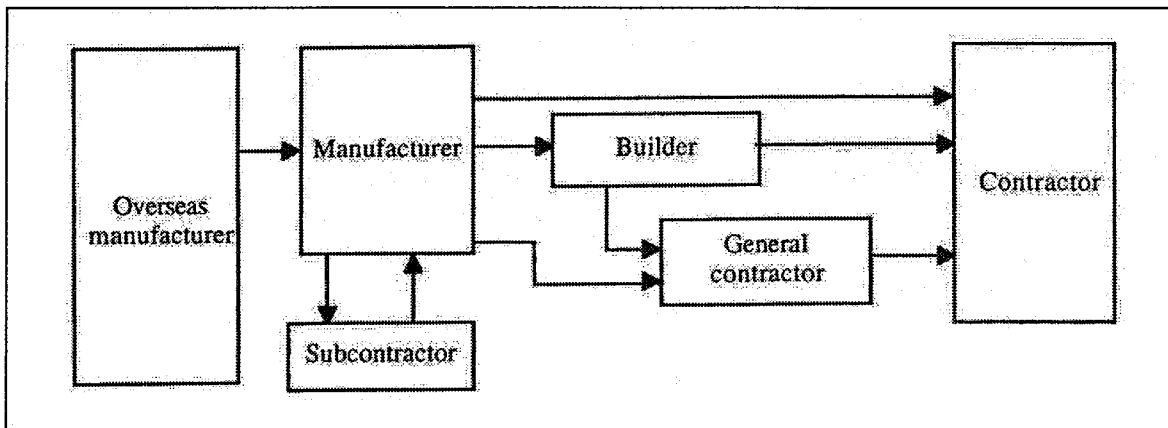 Overseas
manufacturer
Manufacturer
Subcontractor
Builder
General
contractor
Contractor